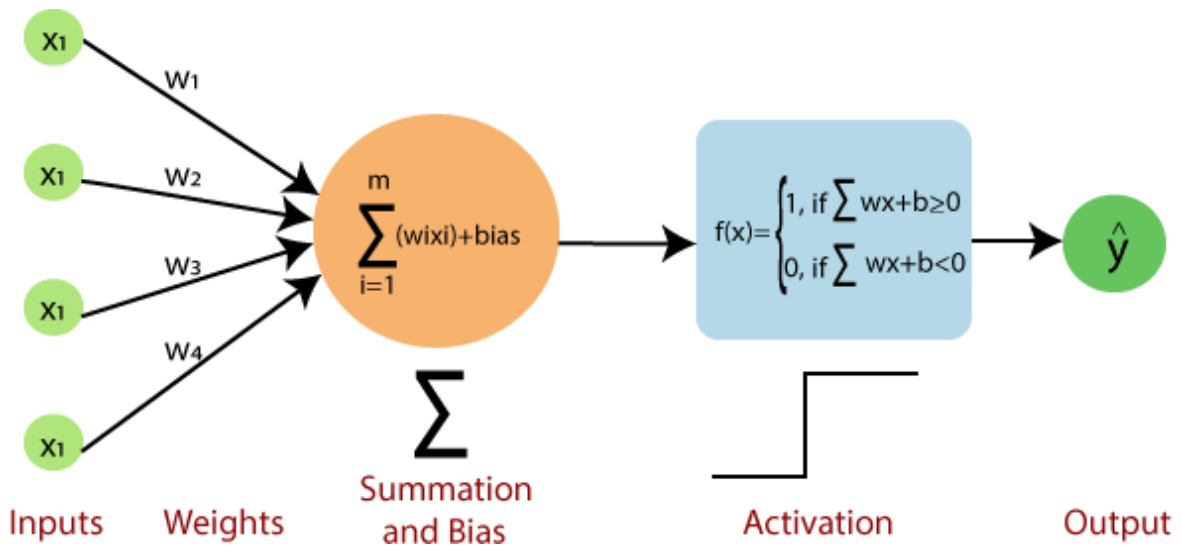 x1
w1
x1
w2
w3
x1
w4
x1
m
∑(wixi)+bias
i=1
f(x)={1, if ∑ wx+b≥0
0, if ∑ wx+b<0
ŷ
∑
Inputs
Weights
Summation
and Bias
Activation
Output